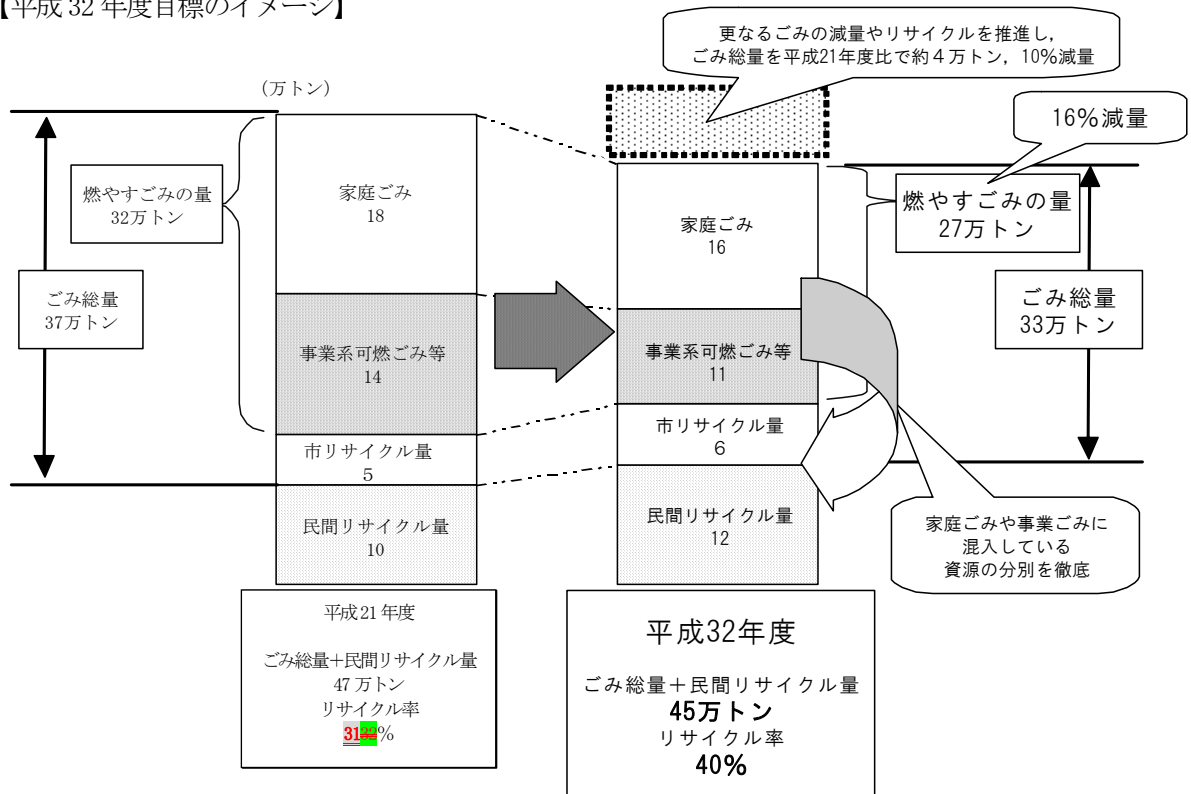 【平成 32 年度目標のイメージ】
更なるごみの減量やリサイクルを推進し，
ごみ総量を平成21年度比で約４万トン，10%減量
(万トン)
16%減量
燃やすごみの量
32万トン
ごみ総量
37万トン
家庭ごみ
18
事業系可燃ごみ等
14
市リサイクル量
5
民間リサイクル量
10
家庭ごみ
16
事業系可燃ごみ等
11
市リサイクル量
６
民間リサイクル量
12
燃やすごみの量
27万トン
ごみ総量
33万トン
家庭ごみや事業ごみに
混入している
資源の分別を徹底
平成21 年度
ごみ総量＋民間リサイクル量
47 万トン
リサイクル率
3132%
平成32年度
ごみ総量＋民間リサイクル量
45万トン
リサイクル率
40%